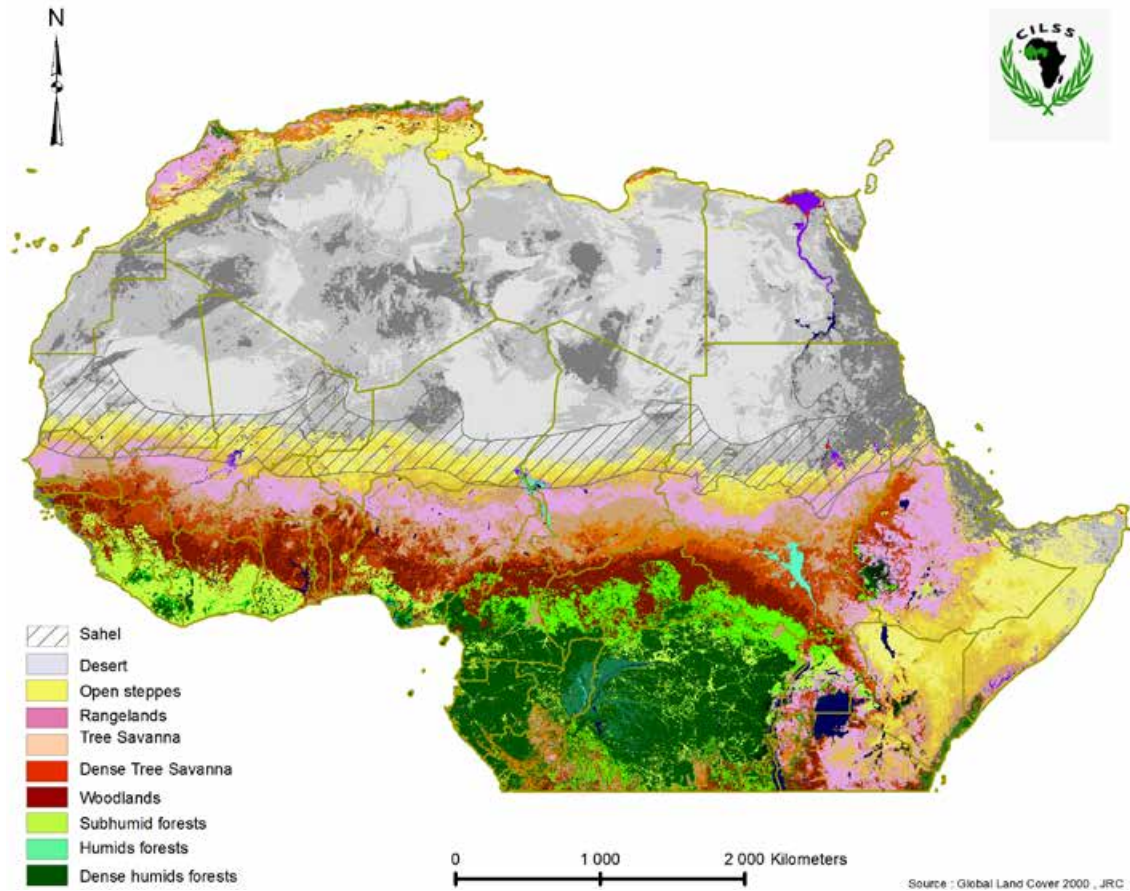 N
CILSS
Sahel
Desert
Open steppes
Rangelands
Tree Savanna
Dense Tree Savanna
Woodlands
Subhumid forests
Humids forests
Dense humids forests
0 1 000 2 000 Kilometers
Source : Global Land Cover 2000 , JRC